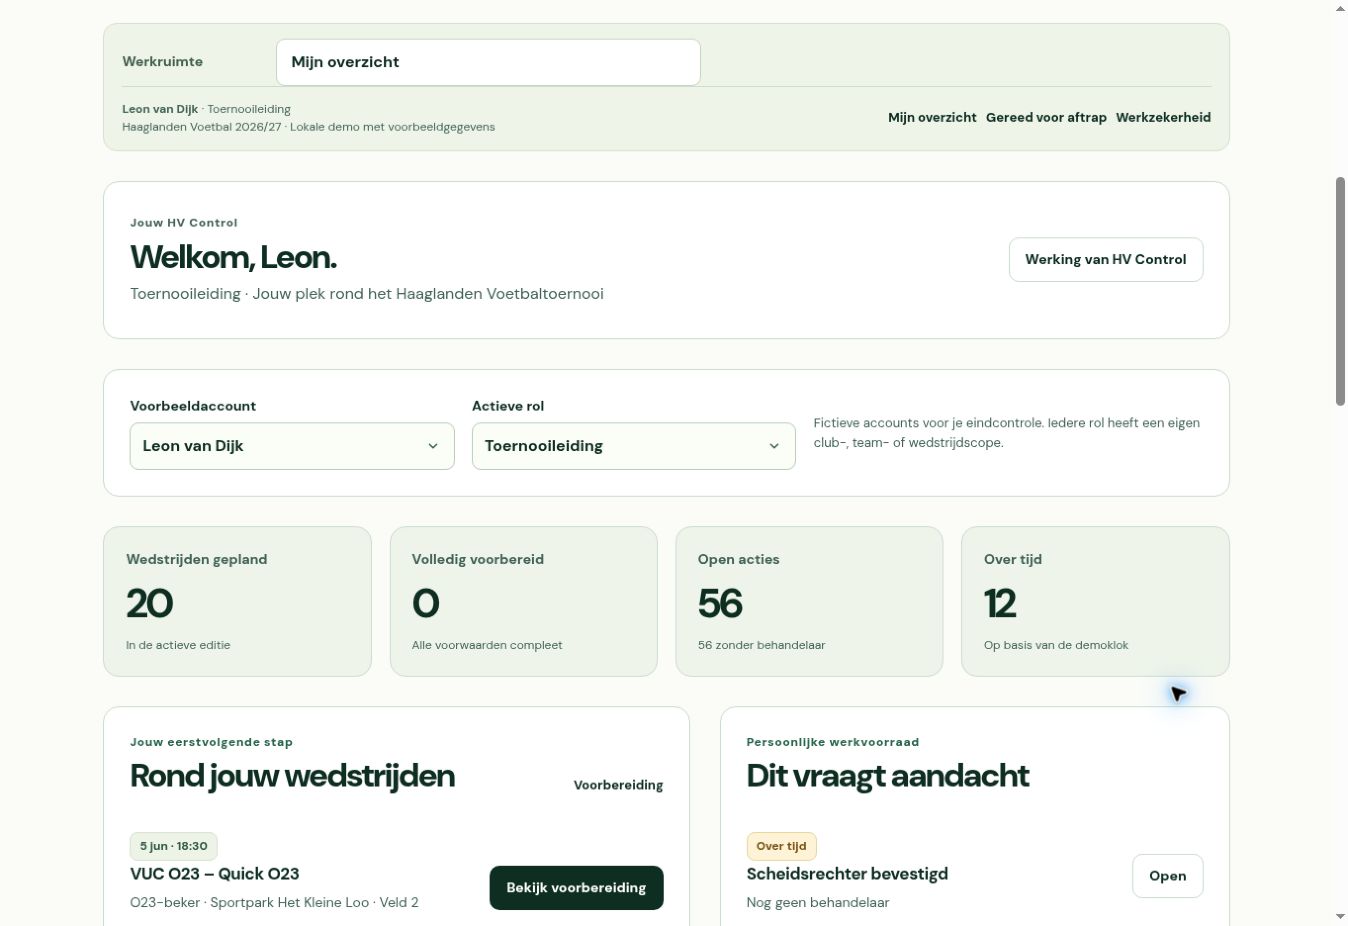 Werkruimte
Mijn overzicht
Leon van Dijk · Toernooileiding
Haaglanden Voetbal 2026/27 · Lokale demo met voorbeeldgegevens
Mijn overzicht Gereed voor aftrap Werkzekerheid
Jouw HV Control
Welkom, Leon.
Toernooileiding · Jouw plek rond het Haaglanden Voetbaltoernooi
Werking van HV Control
Voorbeeldaccount
Leon van Dijk
Actieve rol
Toernooileiding
Fictieve accounts voor je eindcontrole. Iedere rol heeft een eigen
club-, team- of wedstrijdscope.
Wedstrijden gepland
20
In de actieve editie
Volledig voorbereid
0
Alle voorwaarden compleet
Open acties
56
56 zonder behandelaar
Over tijd
12
Op basis van de demoklok
Jouw eerstvolgende stap
Rond jouw wedstrijden
Voorbereiding
5 jun · 18:30
VUC O23 – Quick O23
O23-beker · Sportpark Het Kleine Loo · Veld 2
Bekijk voorbereiding
Persoonlijke werkvoorraad
Dit vraagt aandacht
Over tijd
Scheidsrechter bevestigd
Nog geen behandelaar
Open